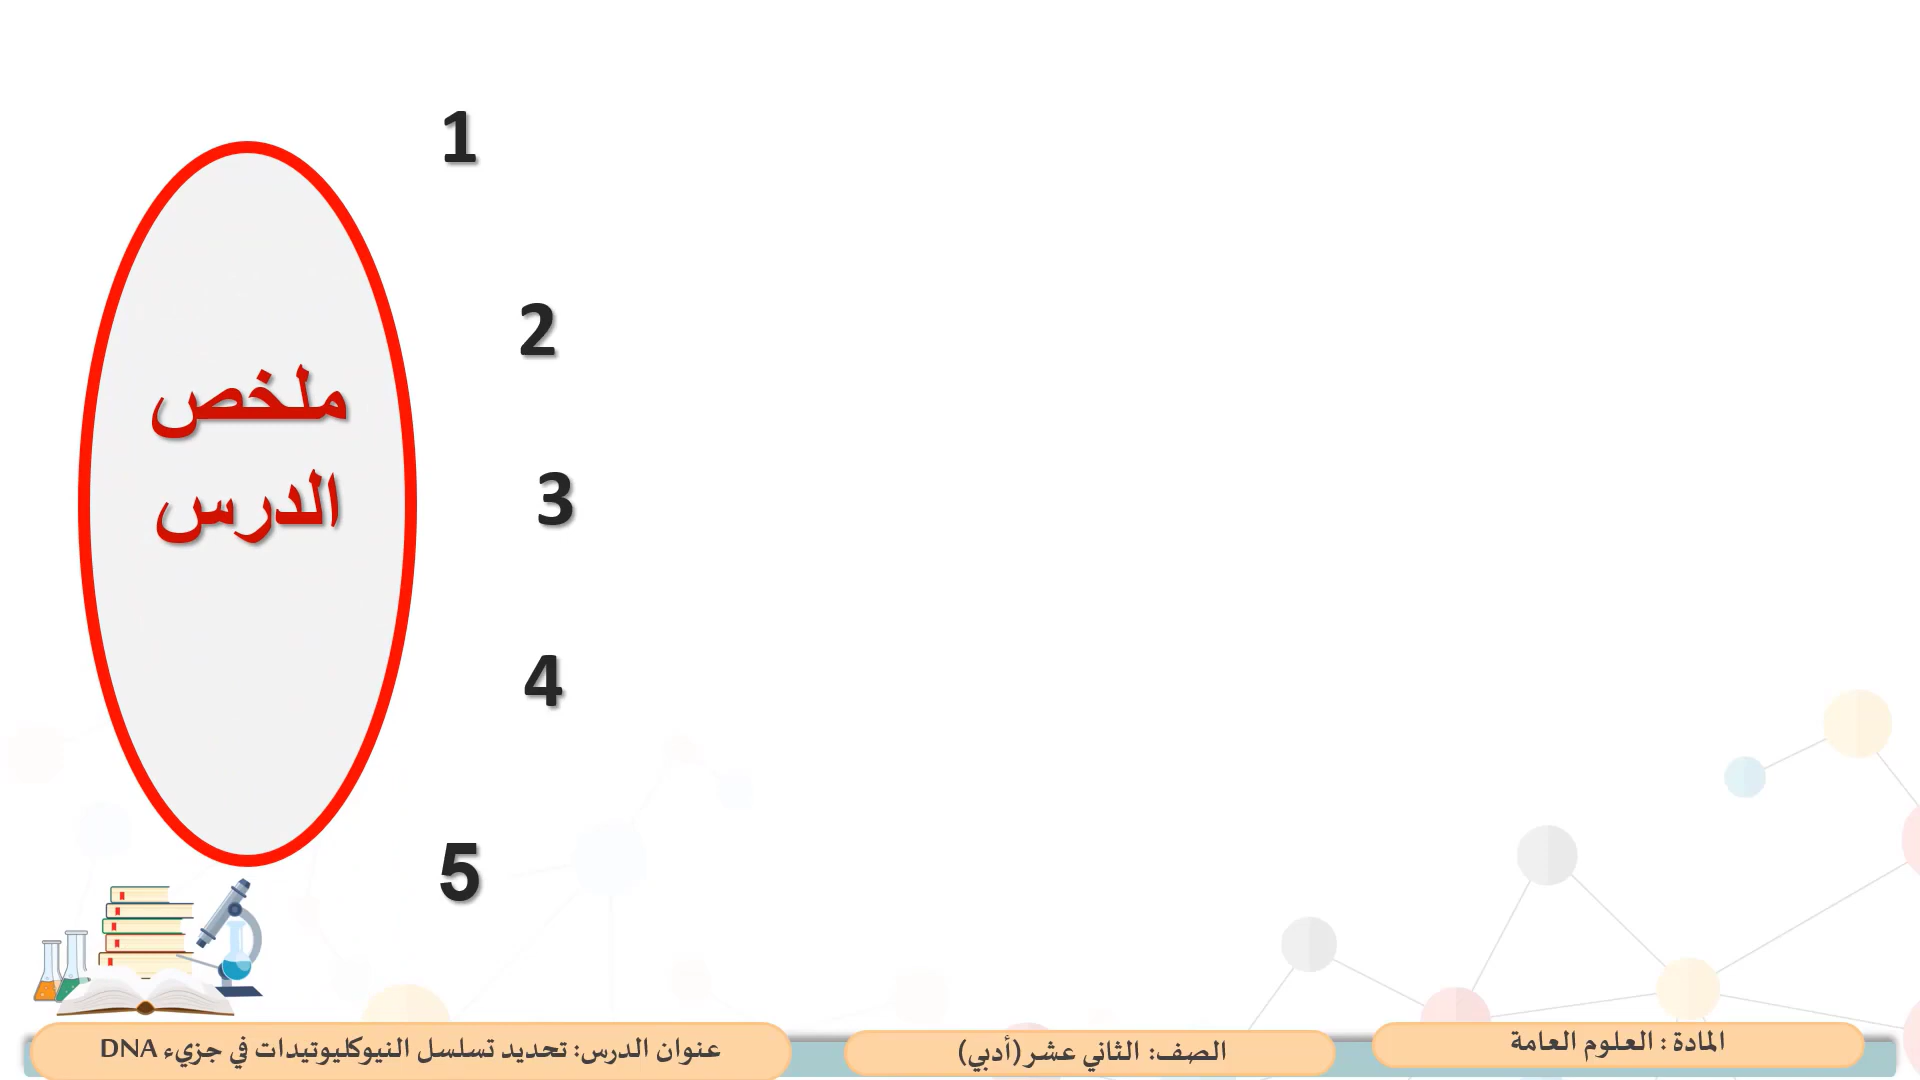 ملخص
الدرس
1
2
3
4
5
المادة : العلوم العامة
الصف: الثاني عشر (أدبي)
عنوان الدرس: تحديد تسلسل النيوكليوتيدات في جزيء DNA